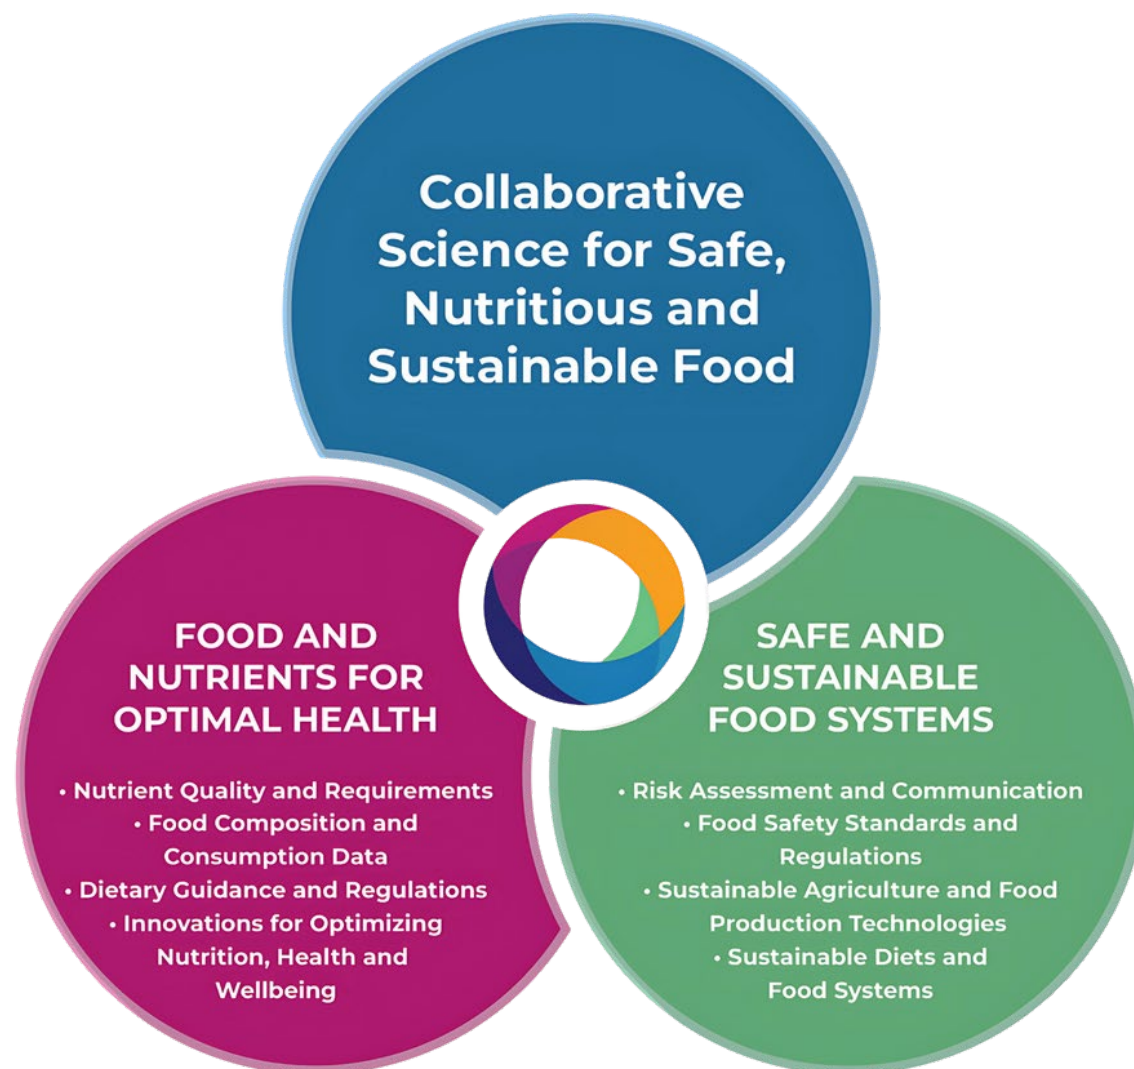 Collaborative
Science for Safe,
Nutritious and
Sustainable Food
FOOD AND
NUTRIENTS FOR
OPTIMAL HEALTH
• Nutrient Quality and Requirements
• Food Composition and
Consumption Data
• Dietary Guidance and Regulations
• Innovations for Optimizing
Nutrition, Health and
Wellbeing
SAFE AND
SUSTAINABLE
FOOD SYSTEMS
• Risk Assessment and Communication
• Food Safety Standards and
Regulations
• Sustainable Agriculture and Food
Production Technologies
• Sustainable Diets and
Food Systems